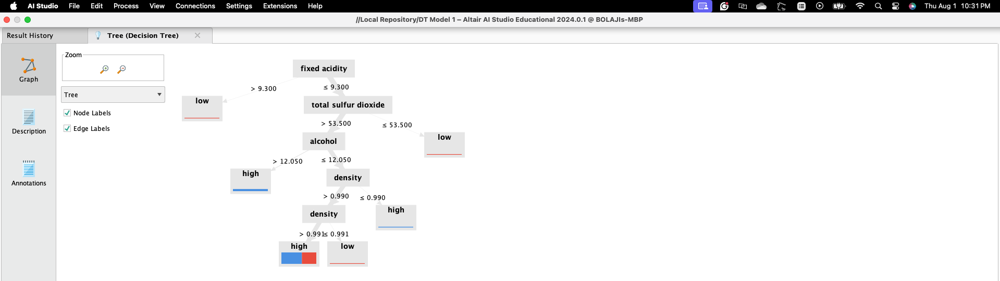 AI Studio File Edit Process View Connections Settings Extensions Help Thu Aug 1 10:31 PM
//Local Repository/DT Model 1 – Altair AI Studio Educational 2024.0.1 @ BOLAJIs-MBP
Result History Tree (Decision Tree)
Zoom
Graph
Tree
Node Labels
Edge Labels
Description
Annotations
fixed acidity
> 9.300 ≤ 9.300
low total sulfur dioxide
> 53.500 ≤ 53.500
alcohol low
> 12.050 ≤ 12.050
high density
> 0.990 ≤ 0.990
density high
> 0.991 ≤ 0.991
high low